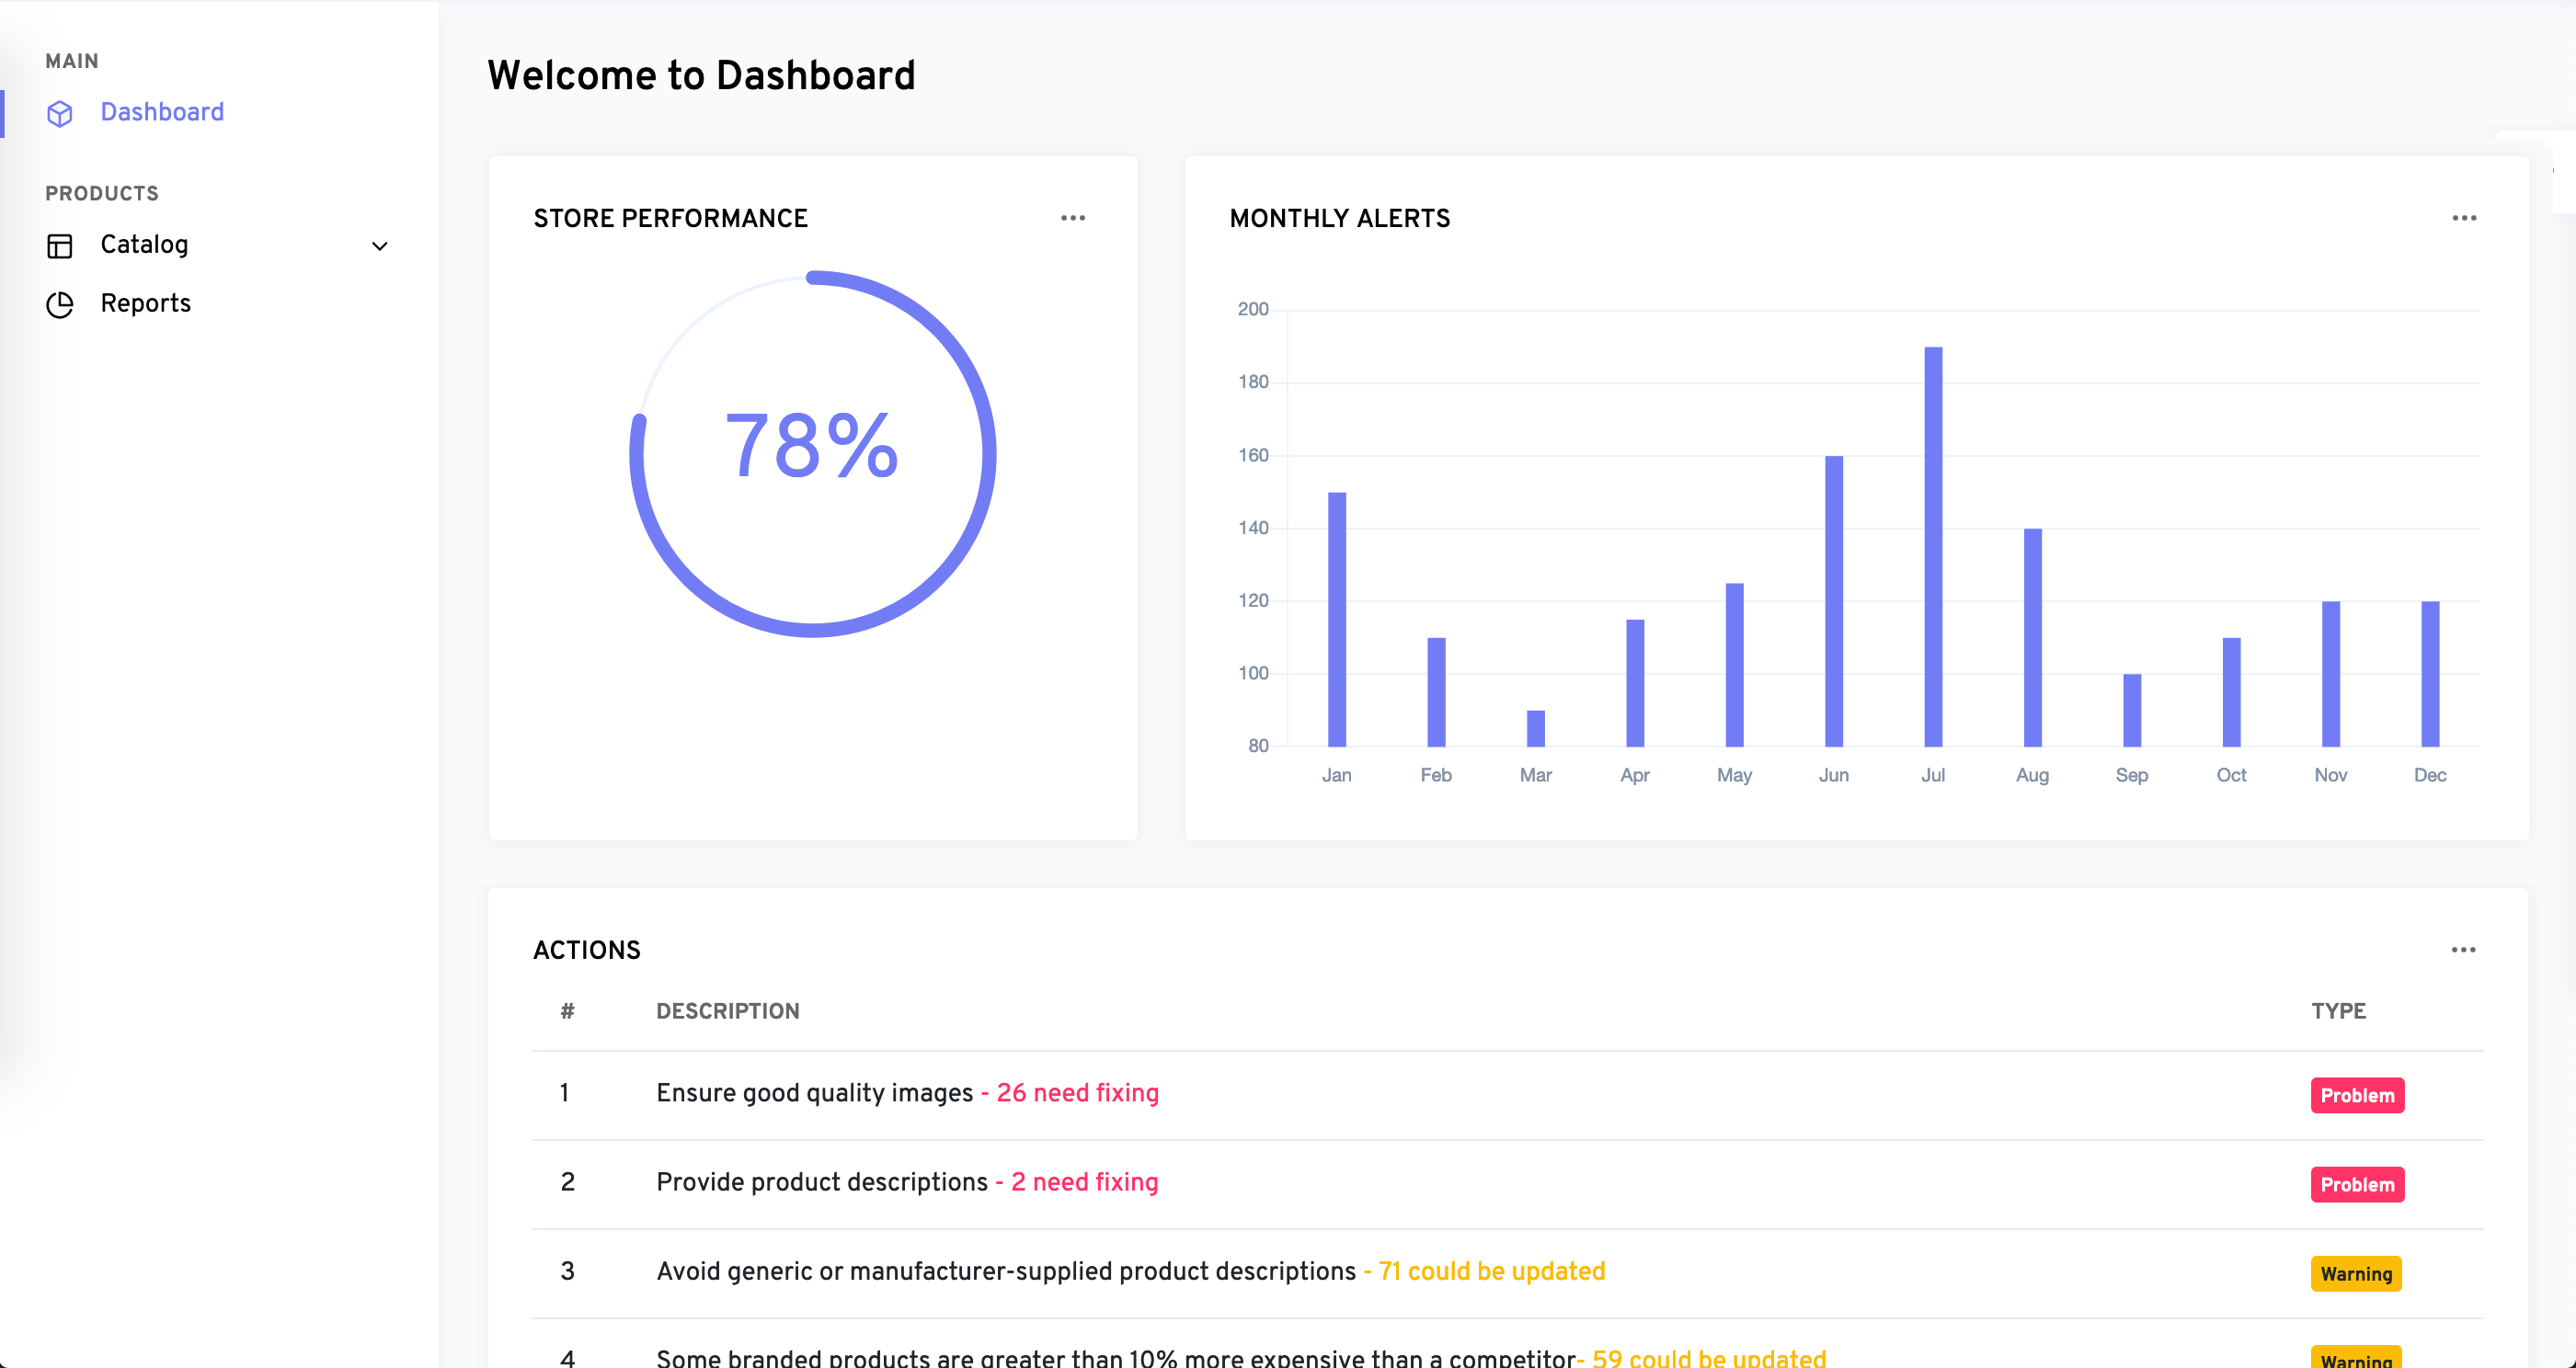 MAIN
Dashboard
PRODUCTS
Catalog
Reports
Welcome to Dashboard
STORE PERFORMANCE
78%
MONTHLY ALERTS
200
180
160
140
120
100
80
Jan Feb Mar Apr May Jun Jul Aug Sep Oct Nov Dec
ACTIONS
# DESCRIPTION TYPE
1 Ensure good quality images - 26 need fixing Problem
2 Provide product descriptions - 2 need fixing Problem
3 Avoid generic or manufacturer-supplied product descriptions - 71 could be updated Warning
4 Some branded products are greater than 10% more expensive than a competitor- 59 could be updated Warning